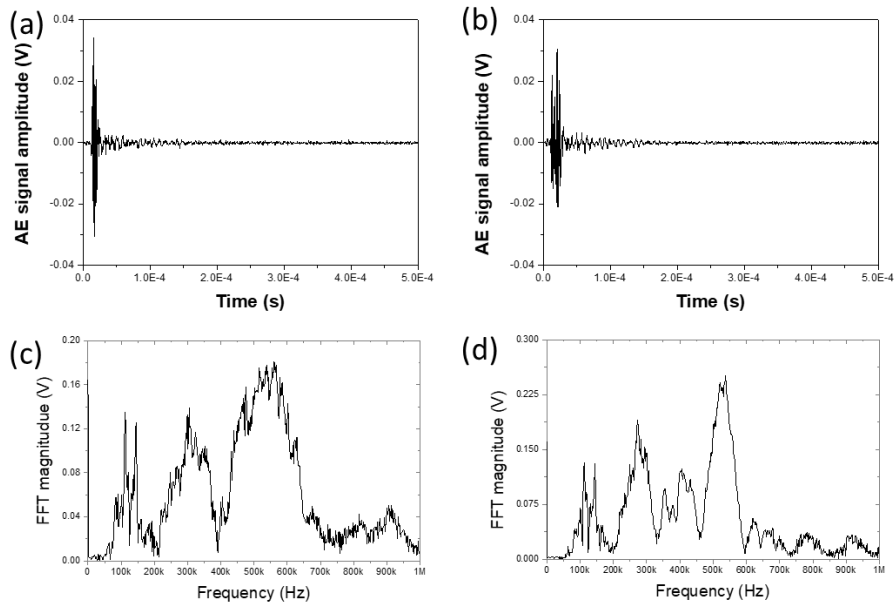 (a)
AE signal amplitude (V)
0.04
0.02
0.00
-0.02
-0.04
0.0
1.0E-4
2.0E-4
3.0E-4
4.0E-4
5.0E-4
Time (s)
(b)
AE signal amplitude (V)
0.04
0.02
0.00
-0.02
-0.04
0.0
1.0E-4
2.0E-4
3.0E-4
4.0E-4
5.0E-4
Time (s)
(c)
FFT magnitudue (V)
0.20
0.16
0.12
0.08
0.04
0.00
0
100k
200k
300k
400k
500k
600k
700k
800k
900k
1M
Frequency (Hz)
(d)
FFT magnitude (V)
0.300
0.225
0.150
0.075
0.000
0
100k
200k
300k
400k
500k
600k
700k
800k
900k
1M
Frequency (Hz)